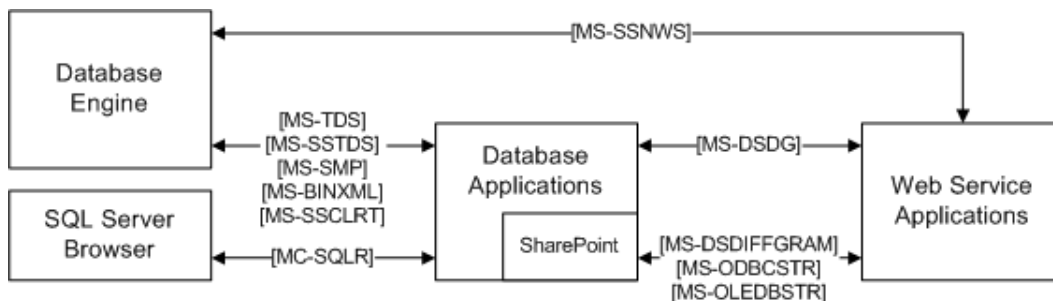 [MS-SSNWS]
Database
Engine
[MS-TDS]
[MS-SSTDS]
[MS-SMP]
[MS-BINXML]
[MS-SSCLRT]
Database
Applications
SharePoint
[MS-DSDG]
Web Service
Applications
SQL Server
Browser
[MC-SQLR]
[MS-DSDIFFGRAM]
[MS-ODBCSTR]
[MS-OLEDBSTR]